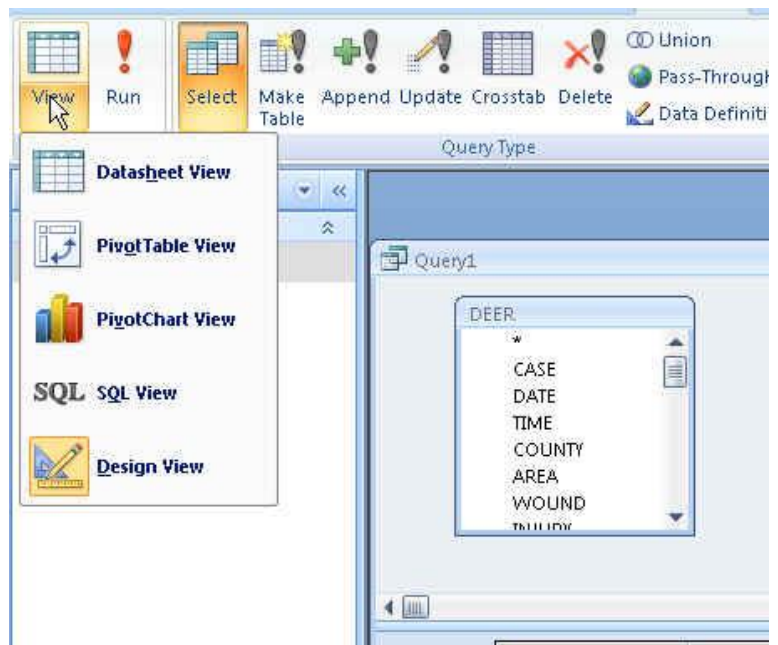 View
Run
Select
Make Table
Append
Update
Crosstab
Delete
Union
Pass-Through
Data Definiti
Query Type
Datasheet View
PivotTable View
PivotChart View
SQL SQL View
Design View
Query1
DEER
*
CASE
DATE
TIME
COUNTY
AREA
WOUND
INJURY